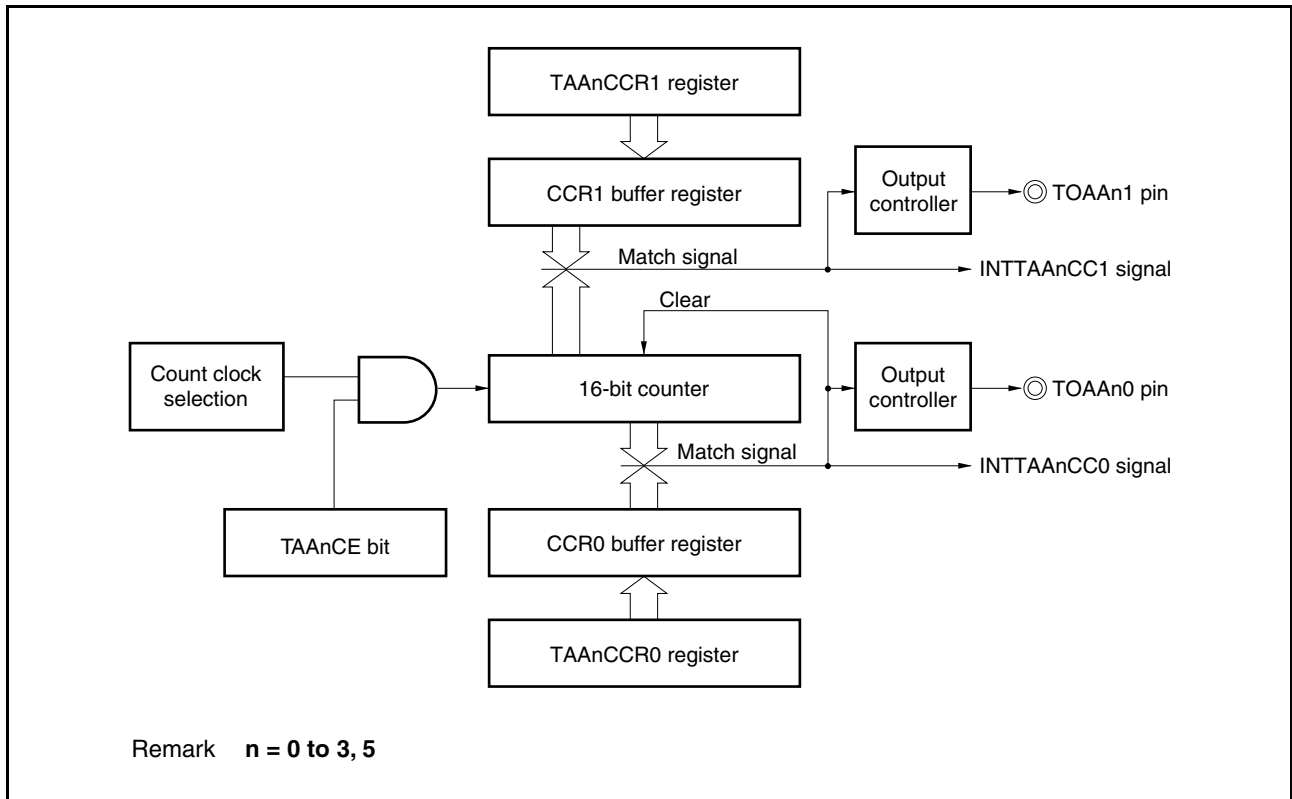 TAAnCCR1 register
CCR1 buffer register
Output
controller
TOAAn1 pin
Match signal
INTTAAnCC1 signal
Clear
Count clock
selection
16-bit counter
Output
controller
TOAAn0 pin
Match signal
INTTAAnCC0 signal
TAAnCE bit
CCR0 buffer register
TAAnCCR0 register
Remark n = 0 to 3, 5